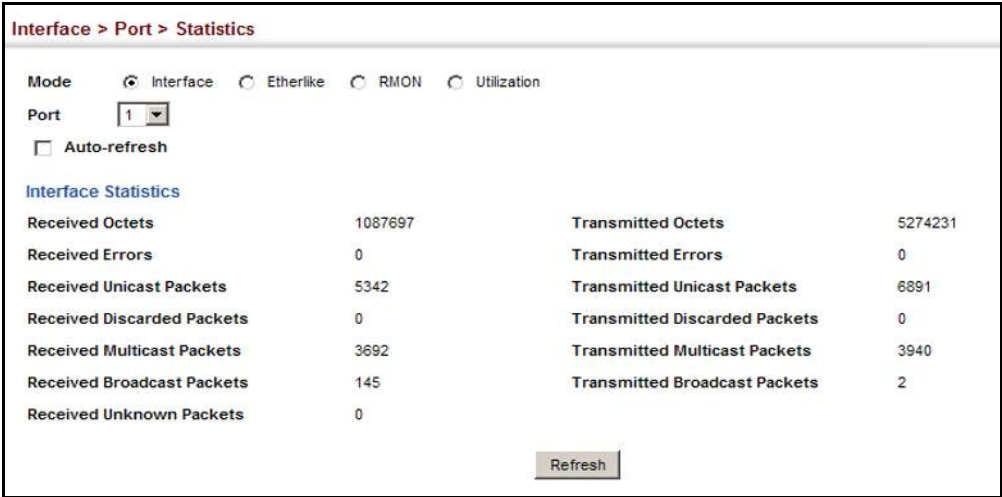 Interface > Port > Statistics
Mode Interface Etherlike RMON Utilization
Port 1
Auto-refresh
Interface Statistics
Received Octets 1087697 Transmitted Octets 5274231
Received Errors 0 Transmitted Errors 0
Received Unicast Packets 5342 Transmitted Unicast Packets 6891
Received Discarded Packets 0 Transmitted Discarded Packets 0
Received Multicast Packets 3692 Transmitted Multicast Packets 3940
Received Broadcast Packets 145 Transmitted Broadcast Packets 2
Received Unknown Packets 0
Refresh